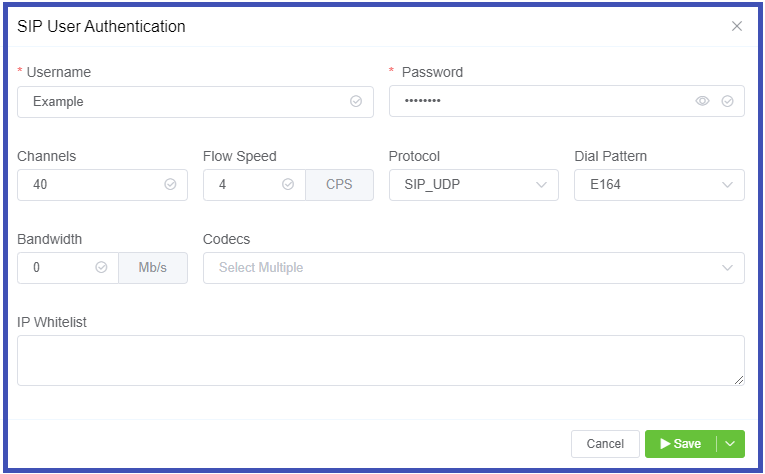 SIP User Authentication
* Username
* Password
Example
••••••••
Channels
Flow Speed
Protocol
Dial Pattern
40
4
CPS
SIP_UDP
E164
Bandwidth
Codecs
0
Mb/s
Select Multiple
IP Whitelist
Cancel
Save